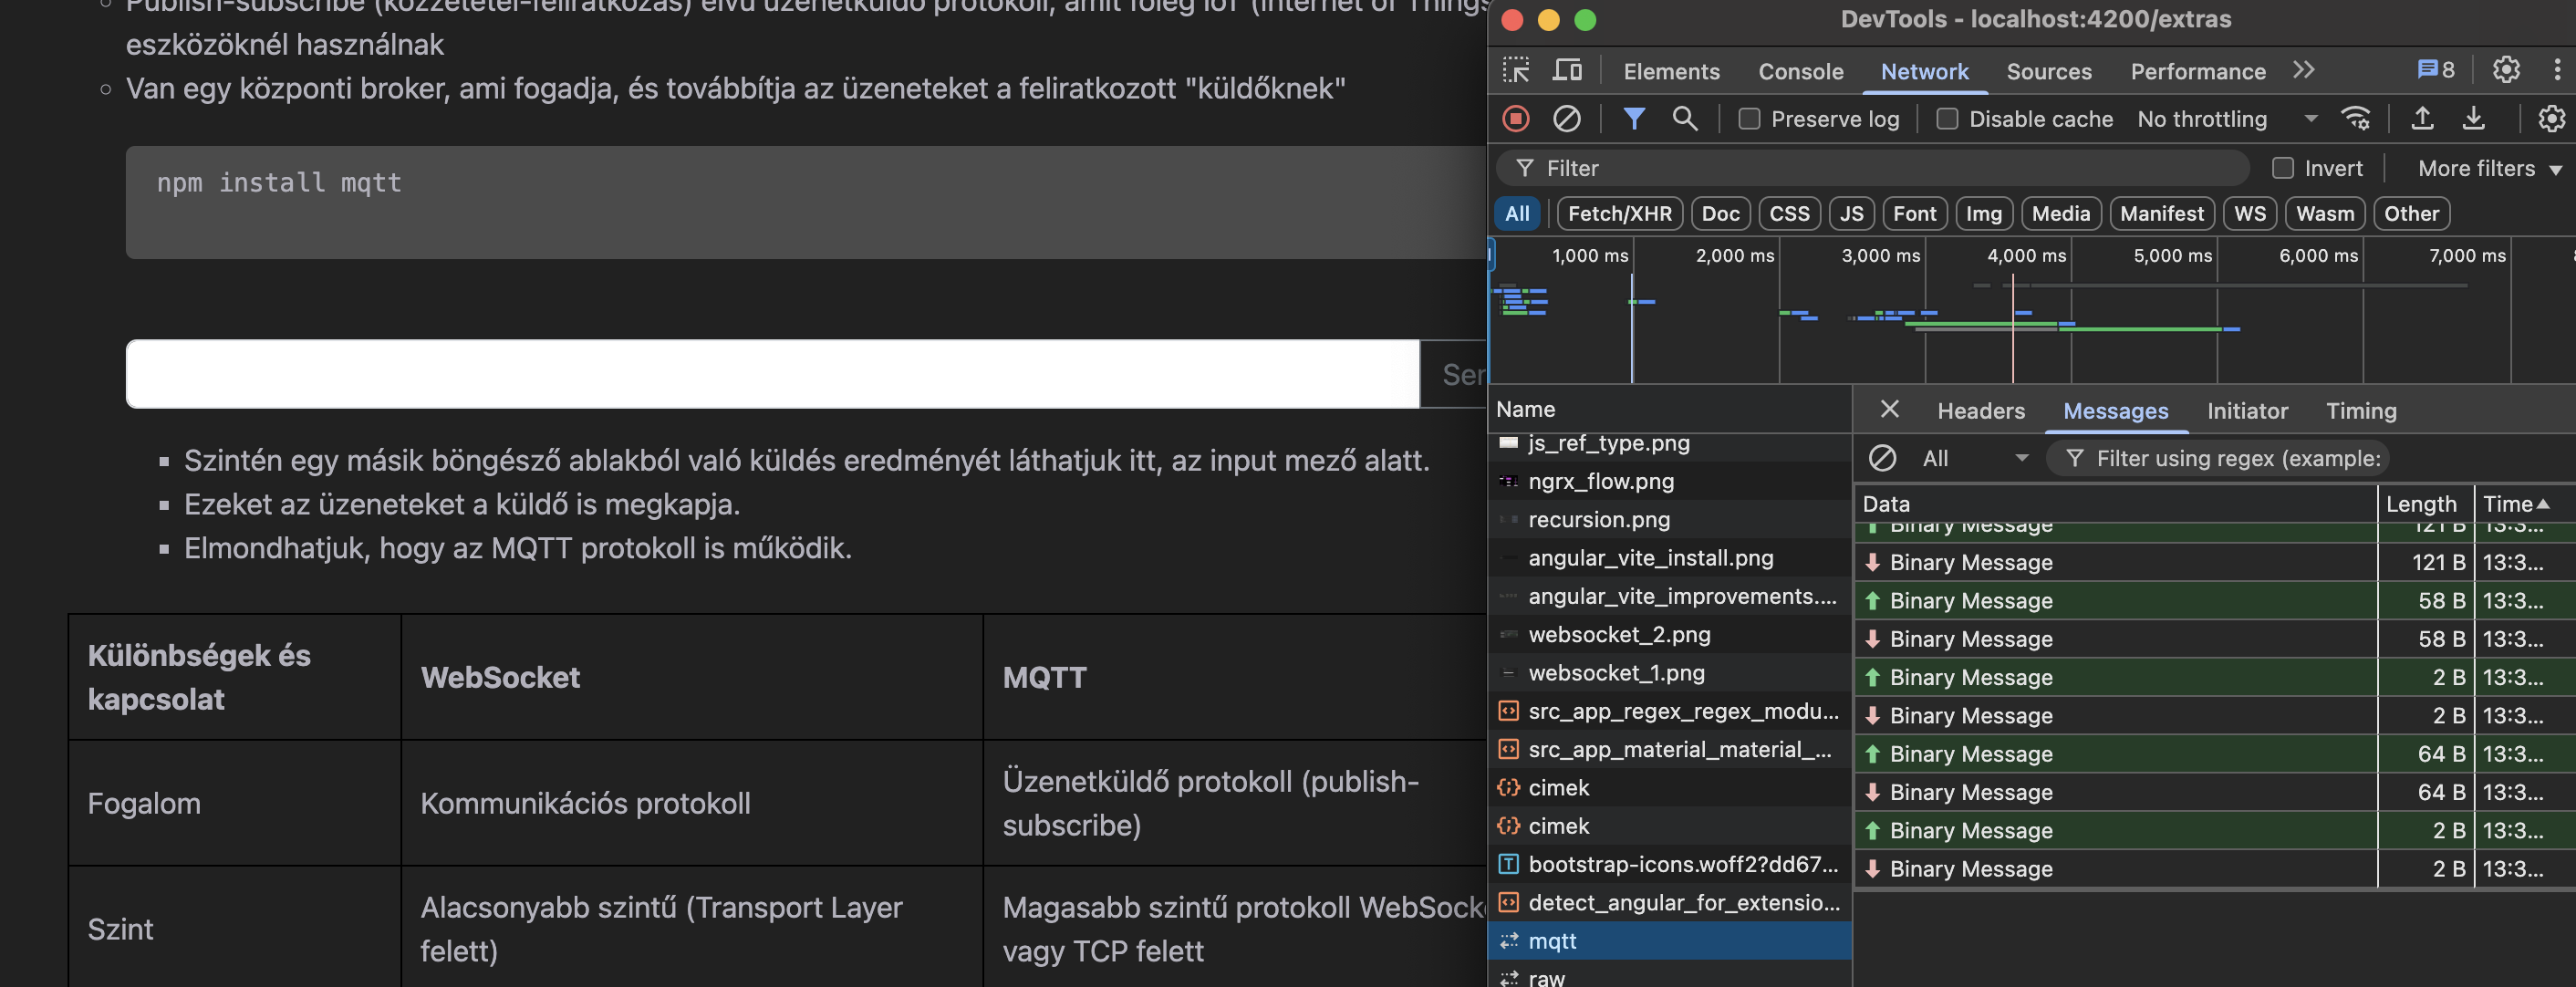 Publish-subscribe (közzététel-feliratkozás) elvű üzenetküldő protokoll, amit főleg IoT (Internet of Things
eszközöknél használnak
Van egy központi broker, ami fogadja, és továbbítja az üzeneteket a feliratkozott "küldőknek"
npm install mqtt
Szintén egy másik böngésző ablakból való küldés eredményét láthatjuk itt, az input mező alatt.
Ezeket az üzeneteket a küldő is megkapja.
Elmondhatjuk, hogy az MQTT protokoll is működik.
Különbségek és
kapcsolat
WebSocket
MQTT
Fogalom
Kommunikációs protokoll
Üzenetküldő protokoll (publish-
subscribe)
Szint
Alacsonyabb szintű (Transport Layer
felett)
Magasabb szintű protokoll WebSocke
vagy TCP felett
DevTools - localhost:4200/extras
Elements Console Network Sources Performance 8
Preserve log Disable cache No throttling
Filter Invert More filters
All Fetch/XHR Doc CSS JS Font Img Media Manifest WS Wasm Other
1,000 ms 2,000 ms 3,000 ms 4,000 ms 5,000 ms 6,000 ms 7,000 ms
Name
js_ref_type.png
ngrx_flow.png
recursion.png
angular_vite_install.png
angular_vite_improvements....
websocket_2.png
websocket_1.png
src_app_regex_regex_modu...
src_app_material_material_...
cimek
cimek
bootstrap-icons.woff2?dd67...
detect_angular_for_extensio...
mqtt
raw
Headers Messages Initiator Timing
All Filter using regex (example:
Data Length Time
Binary Message 121 B 13:3...
Binary Message 121 B 13:3...
Binary Message 58 B 13:3...
Binary Message 58 B 13:3...
Binary Message 2 B 13:3...
Binary Message 2 B 13:3...
Binary Message 64 B 13:3...
Binary Message 64 B 13:3...
Binary Message 2 B 13:3...
Binary Message 2 B 13:3...